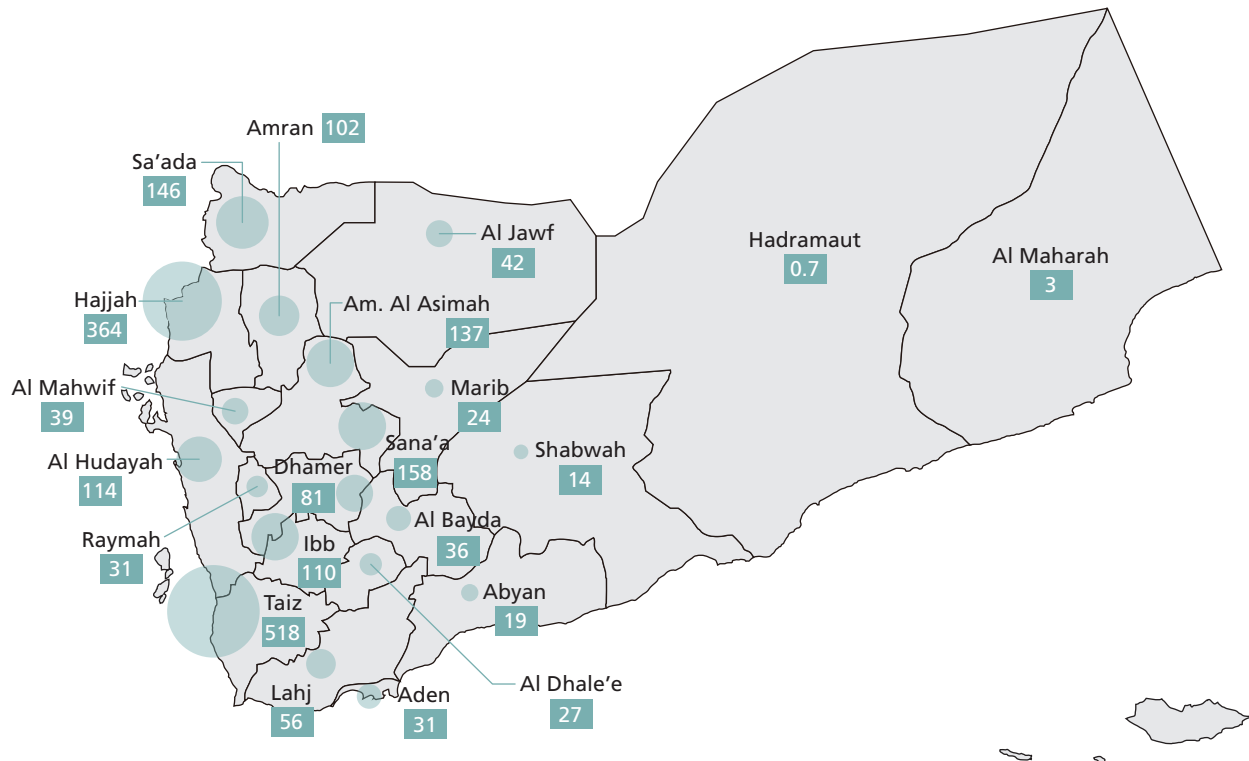 Amran 102
Sa’ada
146
Al Jawf
42
Hadramaut
0.7
Al Maharah
3
Hajjah
364
Am. Al Asimah
137
Al Mahwif
39
Marib
24
Sana’a
158
Shabwah
14
Al Hudayah
114
Dhamer
81
Al Bayda
36
Raymah
31
Ibb
110
Abyan
19
Taiz
518
Al Dhale’e
27
Lahj
56
Aden
31